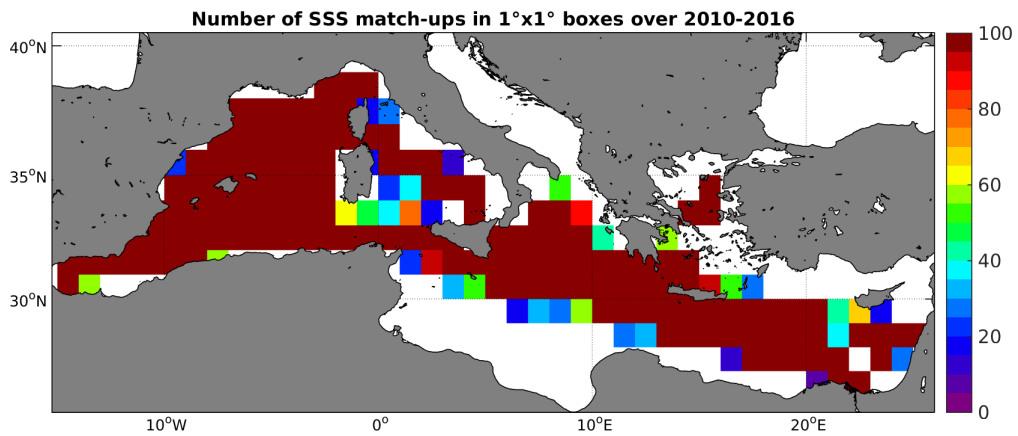 Number of SSS match-ups in 1°x1° boxes over 2010-2016
40°N
35°N
30°N
10°W
0°
10°E
20°E
100
80
60
40
20
0